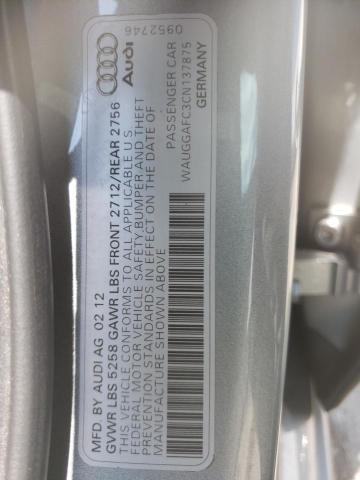 MFD. BY AUDI AG 02 12
GVWR LBS 5258 GAWR LBS FRONT 2712/REAR 2756
THIS VEHICLE CONFORMS TO ALL APPLICABLE U.S.
FEDERAL MOTOR VEHICLE SAFETY,BUMPER AND THEFT
PREVENTION STANDARDS IN EFFECT ON THE DATE OF
MANUFACTURE SHOWN ABOVE
PASSENGER CAR
WAUGGAFC3CN137875
GERMANY
Audi
0952746